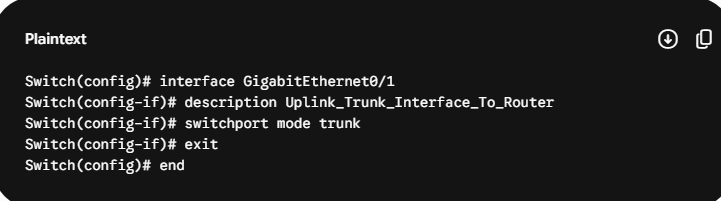 Plaintext
Switch(config)# interface GigabitEthernet0/1
Switch(config-if)# description Uplink_Trunk_Interface_To_Router
Switch(config-if)# switchport mode trunk
Switch(config-if)# exit
Switch(config)# end